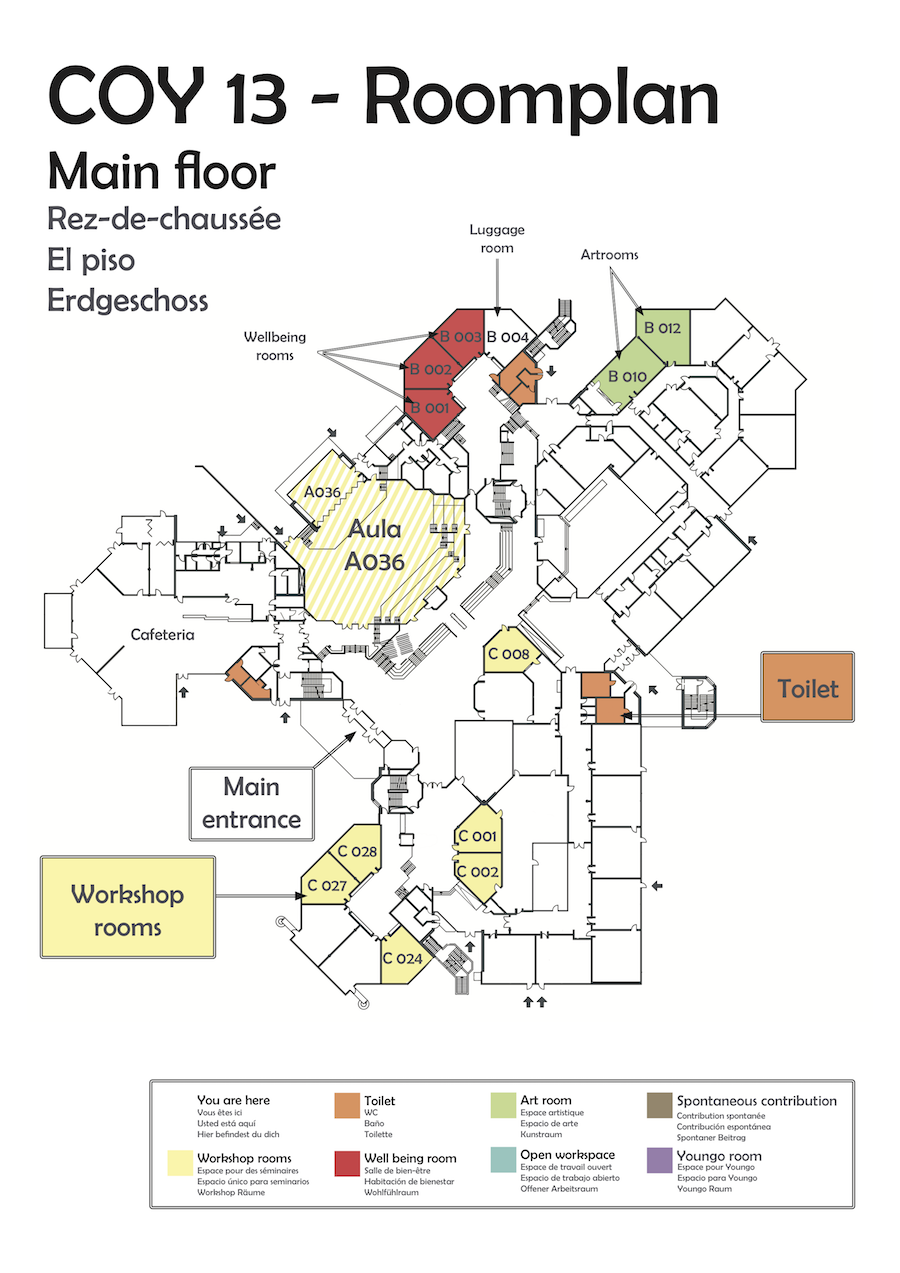 COY 13 - Roomplan
Main floor
Rez-de-chaussée
El piso
Erdgeschoss
Luggage
room
Artrooms
Wellbeing
rooms
B 003
B 004
B 012
B 002
B 010
B 001
A036
Aula
A036
Cafeteria
C 008
Toilet
Main
entrance
C 001
C 028
C 002
C 027
Workshop
rooms
C 024
You are here
Vous êtes ici
Usted está aquí
Hier befindest du dich
Toilet
WC
Baño
Toilette
Art room
Espace artistique
Espacio de arte
Kunstraum
Spontaneous contribution
Contribution spontanée
Contribución espontánea
Spontaner Beitrag
Workshop rooms
Espace pour des séminaires
Espacio único para seminarios
Workshop Räume
Well being room
Salle de bien-être
Habitación de bienestar
Wohlfühlraum
Open workspace
Espace de travail ouvert
Espacio de trabajo abierto
Offener Arbeitsraum
Youngo room
Espace pour Youngo
Espacio para Youngo
Youngo Raum